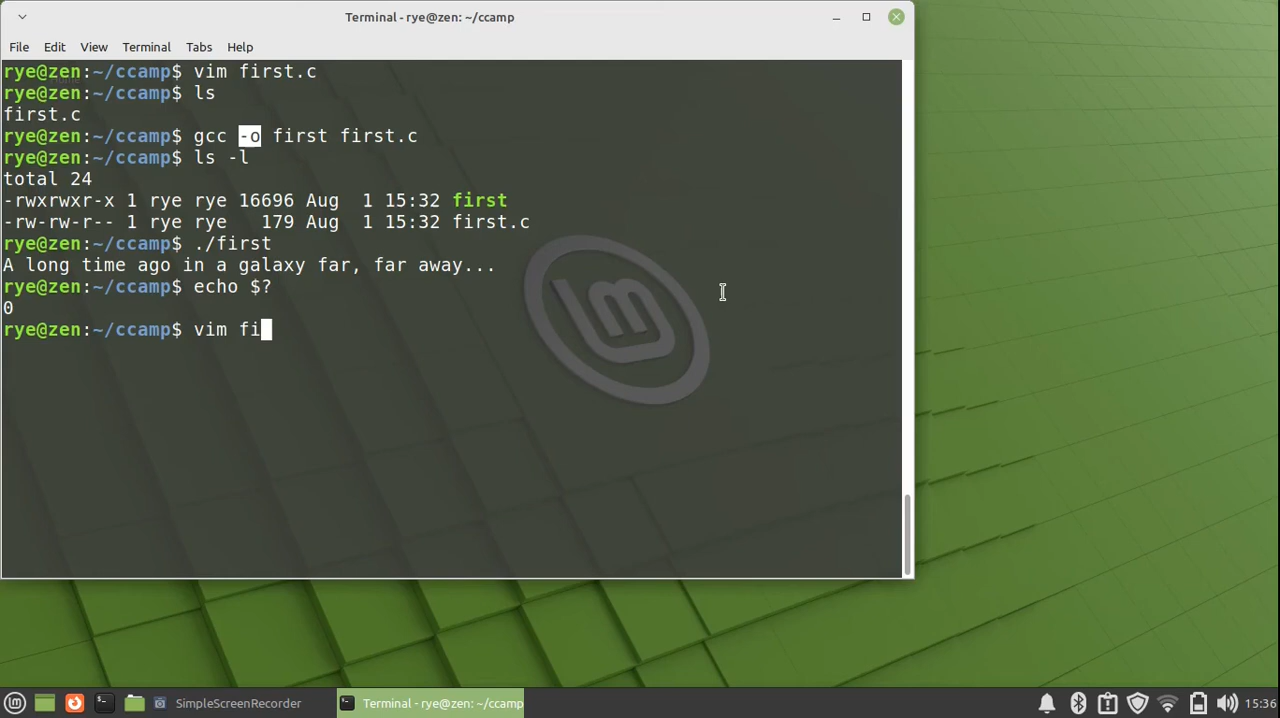 Terminal - rye@zen: ~/ccamp
File Edit View Terminal Tabs Help
rye@zen:~/ccamp$ vim first.c
rye@zen:~/ccamp$ ls
first.c
rye@zen:~/ccamp$ gcc -o first first.c
rye@zen:~/ccamp$ ls -l
total 24
-rwxrwxr-x 1 rye rye 16696 Aug  1 15:32 first
-rw-rw-r-- 1 rye rye   179 Aug  1 15:32 first.c
rye@zen:~/ccamp$ ./first
A long time ago in a galaxy far, far away...
rye@zen:~/ccamp$ echo $?
0
rye@zen:~/ccamp$ vim fi
SimpleScreenRecorder
Terminal - rye@zen: ~/ccamp
15:36